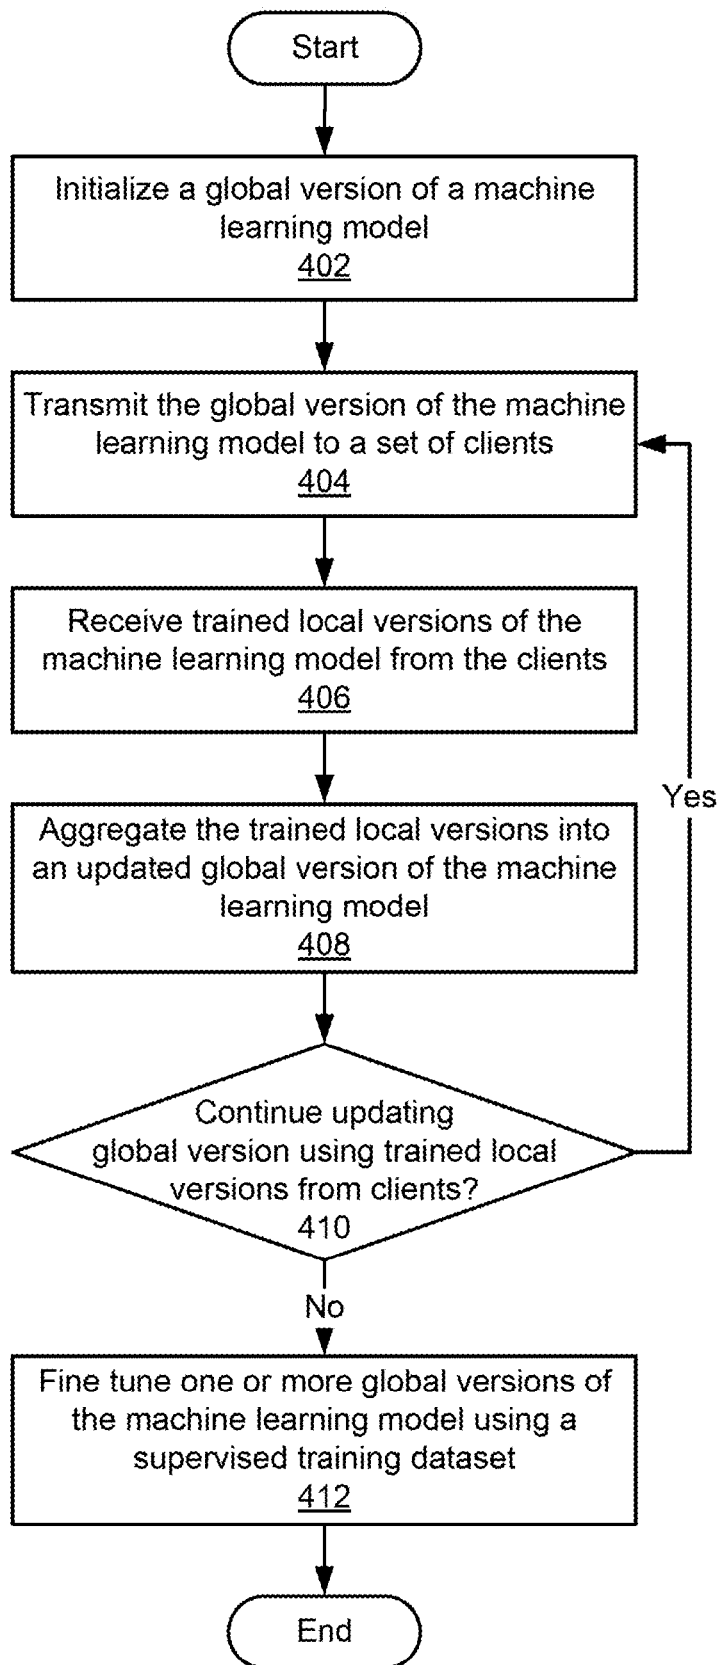 Start
Initialize a global version of a machine
learning model
402
Transmit the global version of the machine
learning model to a set of clients
404
Receive trained local versions of the
machine learning model from the clients
406
Aggregate the trained local versions into
an updated global version of the machine
learning model
408
Continue updating
global version using trained local
versions from clients?
410
Yes
No
Fine tune one or more global versions of
the machine learning model using a
supervised training dataset
412
End